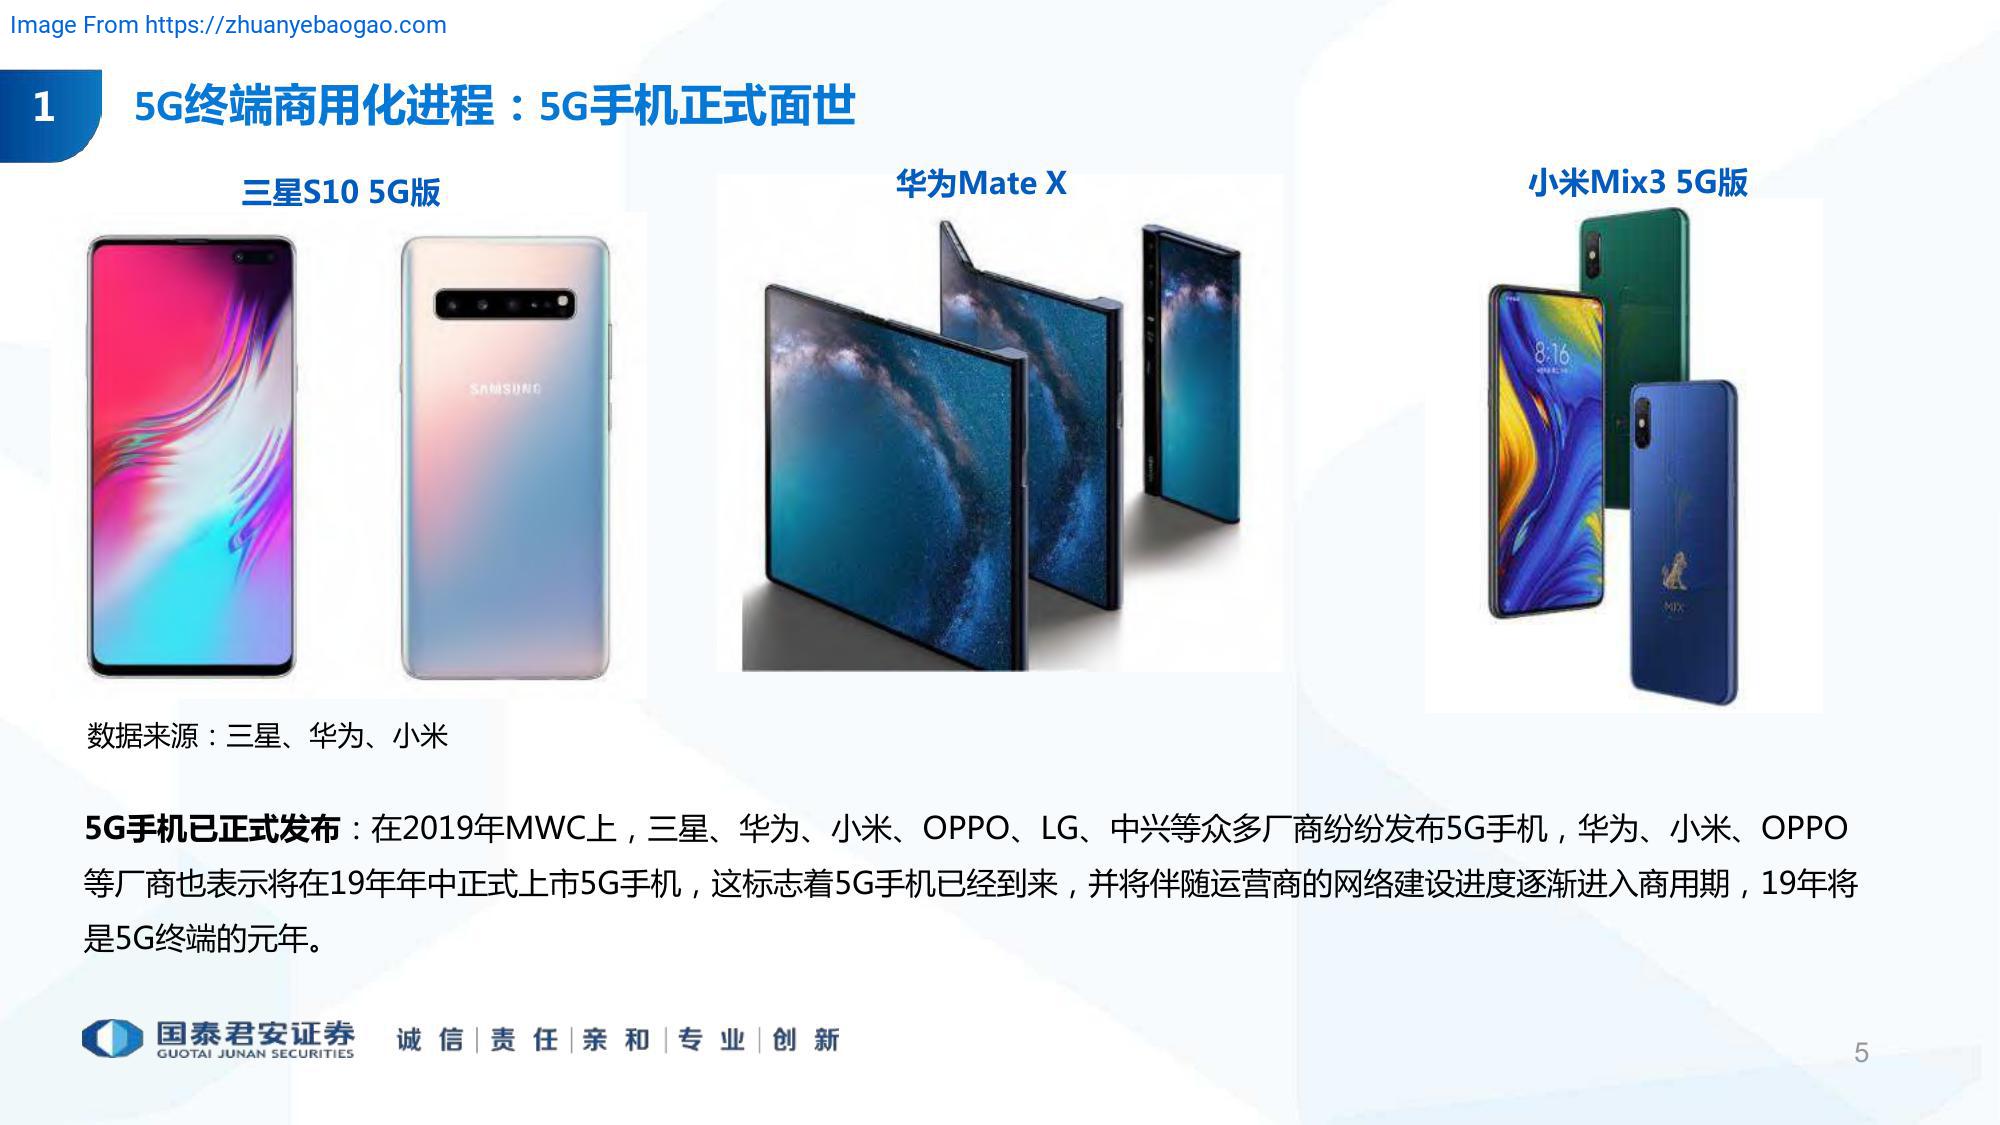 Image From https://zhuanyebaogao.com
1
5G终端商用化进程：5G手机正式面世
三星S10 5G版
华为Mate X
小米Mix3 5G版
SAMSUNG
8:16
MIX
数据来源：三星、华为、小米
5G手机已正式发布：在2019年MWC上，三星、华为、小米、OPPO、LG、中兴等众多厂商纷纷发布5G手机，华为、小米、OPPO
等厂商也表示将在19年年中正式上市5G手机，这标志着5G手机已经到来，并将伴随运营商的网络建设进度逐渐进入商用期，19年将
是5G终端的元年。
国泰君安证券
GUOTAI JUNAN SECURITIES
诚 信 | 责 任 | 亲 和 | 专 业 | 创 新
5